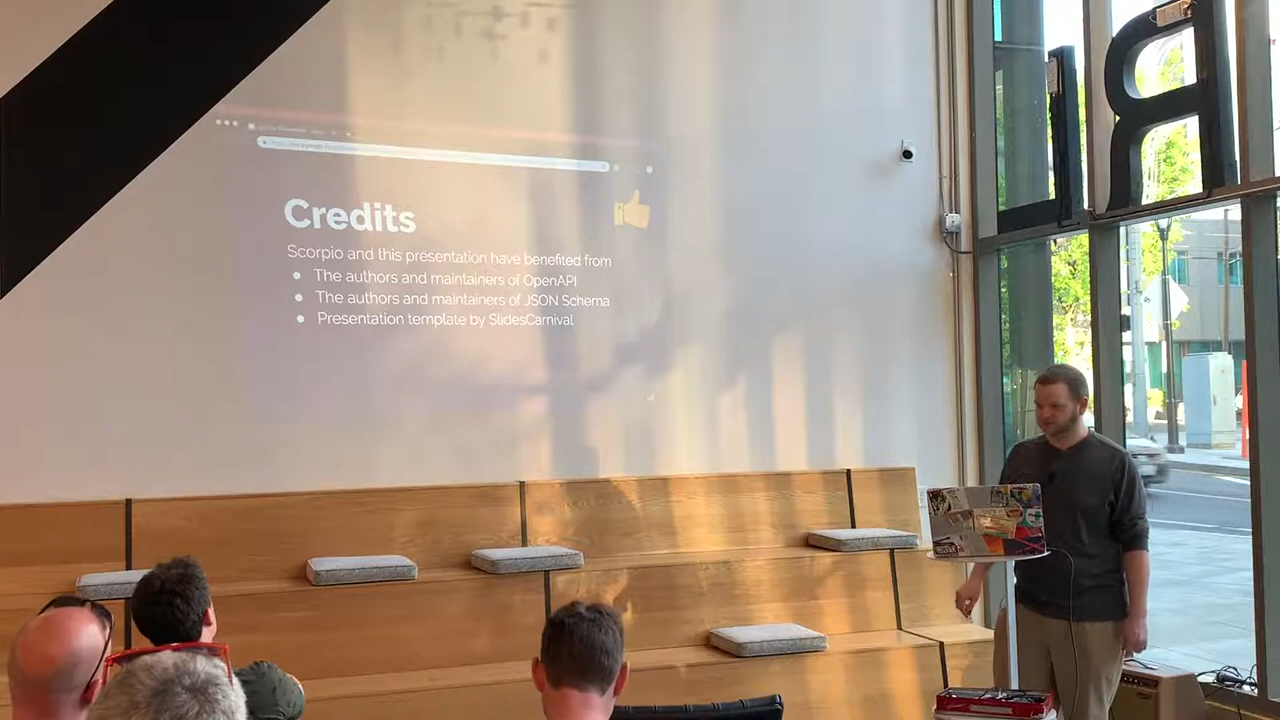 Credits
Scorpio and this presentation have benefited from
The authors and maintainers of OpenAPI
The authors and maintainers of JSON Schema
Presentation template by SlidesCarnival